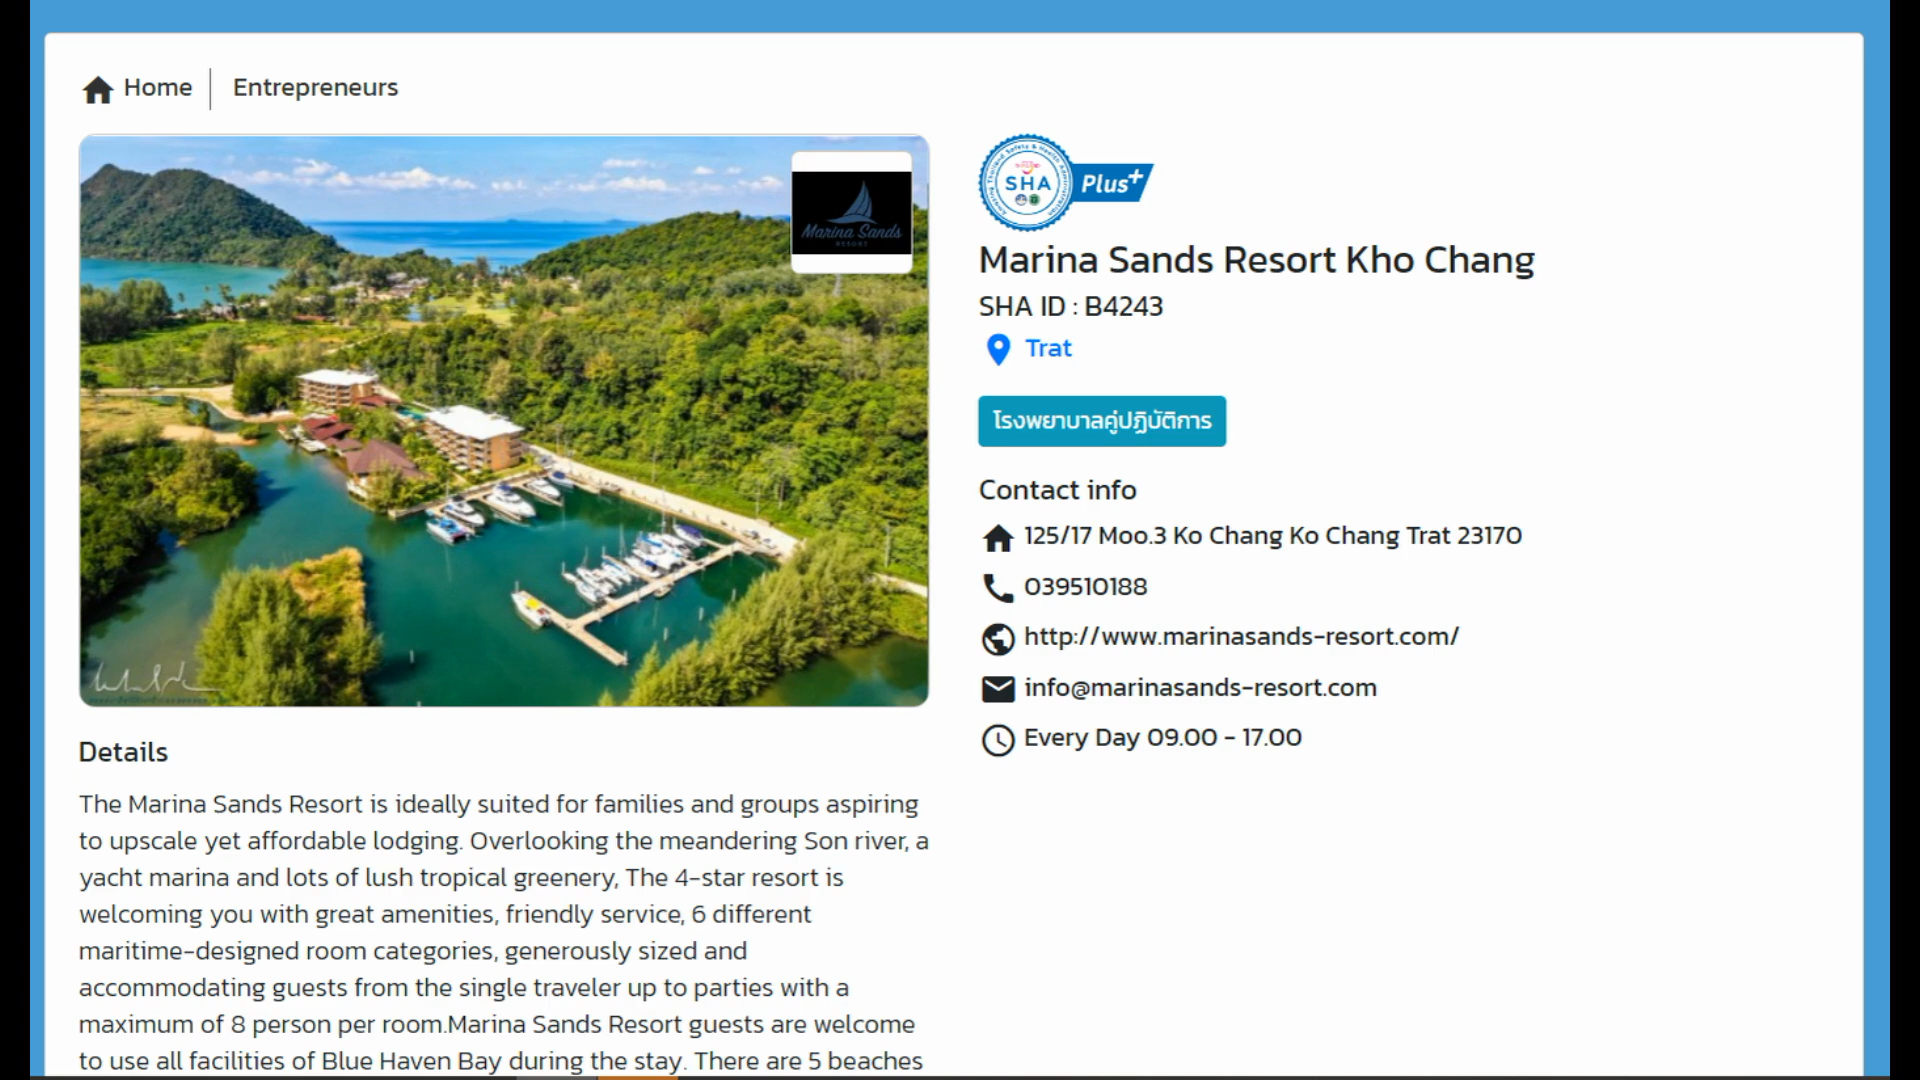 Home
Entrepreneurs
Marina Sands
RESORT
SHA
Plus+
Marina Sands Resort Kho Chang
SHA ID : B4243
Trat
โรงพยาบาลคู่ปฏิบัติการ
Contact info
125/17 Moo.3 Ko Chang Ko Chang Trat 23170
039510188
http://www.marinasands-resort.com/
info@marinasands-resort.com
Every Day 09.00 - 17.00
Details
The Marina Sands Resort is ideally suited for families and groups aspiring
to upscale yet affordable lodging. Overlooking the meandering Son river, a
yacht marina and lots of lush tropical greenery, The 4-star resort is
welcoming you with great amenities, friendly service, 6 different
maritime-designed room categories, generously sized and
accommodating guests from the single traveler up to parties with a
maximum of 8 person per room.Marina Sands Resort guests are welcome
to use all facilities of Blue Haven Bay during the stay. There are 5 beaches